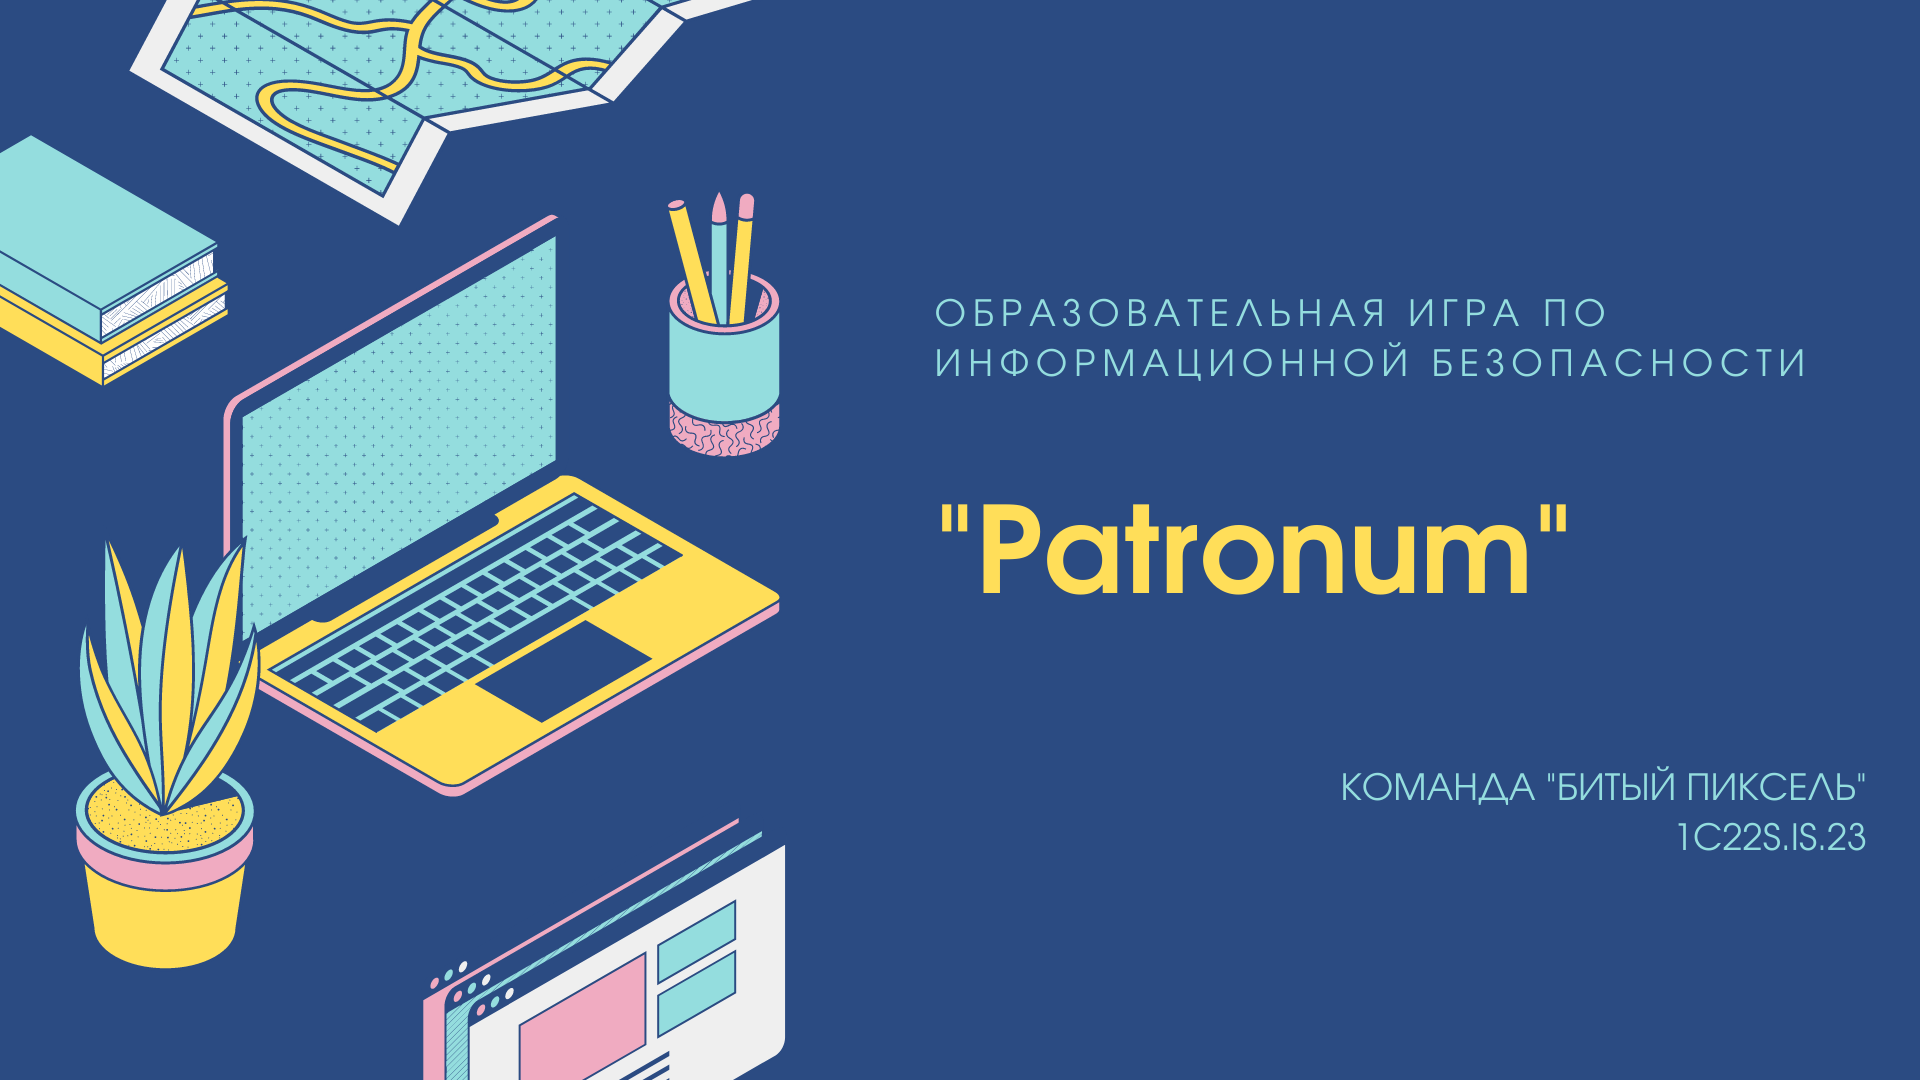 ОБРАЗОВАТЕЛЬНАЯ ИГРА ПО
ИНФОРМАЦИОННОЙ БЕЗОПАСНОСТИ
"Patronum"
КОМАНДА "БИТЫЙ ПИКСЕЛЬ"
1C22S.IS.23